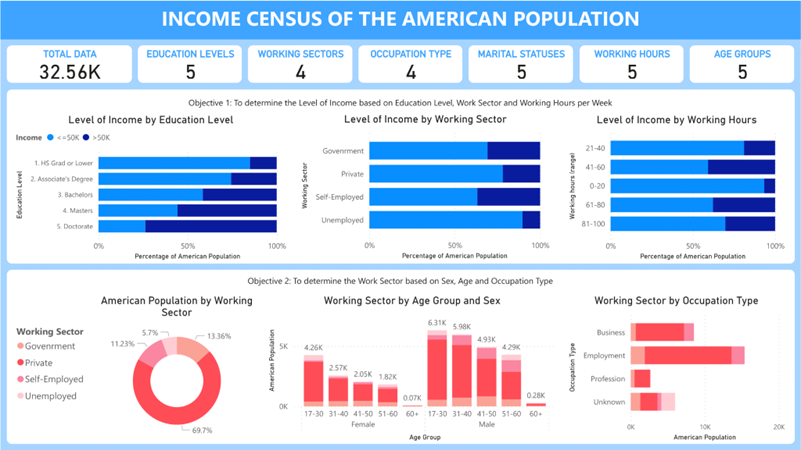 INCOME CENSUS OF THE AMERICAN POPULATION
TOTAL DATA
32.56K
EDUCATION LEVELS
5
WORKING SECTORS
4
OCCUPATION TYPE
4
MARITAL STATUSES
5
WORKING HOURS
5
AGE GROUPS
5
Objective 1: To determine the Level of Income based on Education Level, Work Sector and Working Hours per Week
Level of Income by Education Level
Income <=50K >50K
Education Level
1. HS Grad or Lower
2. Associate's Degree
3. Bachelors
4. Masters
5. Doctorate
0% 100%
Percentage of American Population
Level of Income by Working Sector
Working Sector
Govenrment
Private
Self-Employed
Unemployed
0% 100%
Percentage of American Population
Level of Income by Working Hours
Working hours (range)
21-40
41-60
0-20
61-80
81-100
0% 100%
Percentage of American Population
Objective 2: To determine the Work Sector based on Sex, Age and Occupation Type
American Population by Working
Sector
Working Sector
Govenrment
Private
Self-Employed
Unemployed
5.7%
13.36%
11.23%
69.7%
Working Sector by Age Group and Sex
American Population
5K
0K
4.26K
2.57K
2.05K
1.82K
0.07K
6.31K
5.98K
4.93K
4.29K
0.28K
17-30 31-40 41-50 51-60 60+ 17-30 31-40 41-50 51-60 60+
Female Male
Age Group
Working Sector by Occupation Type
Occupation Type
Business
Employment
Profession
Unknown
0K 10K 20K
American Population